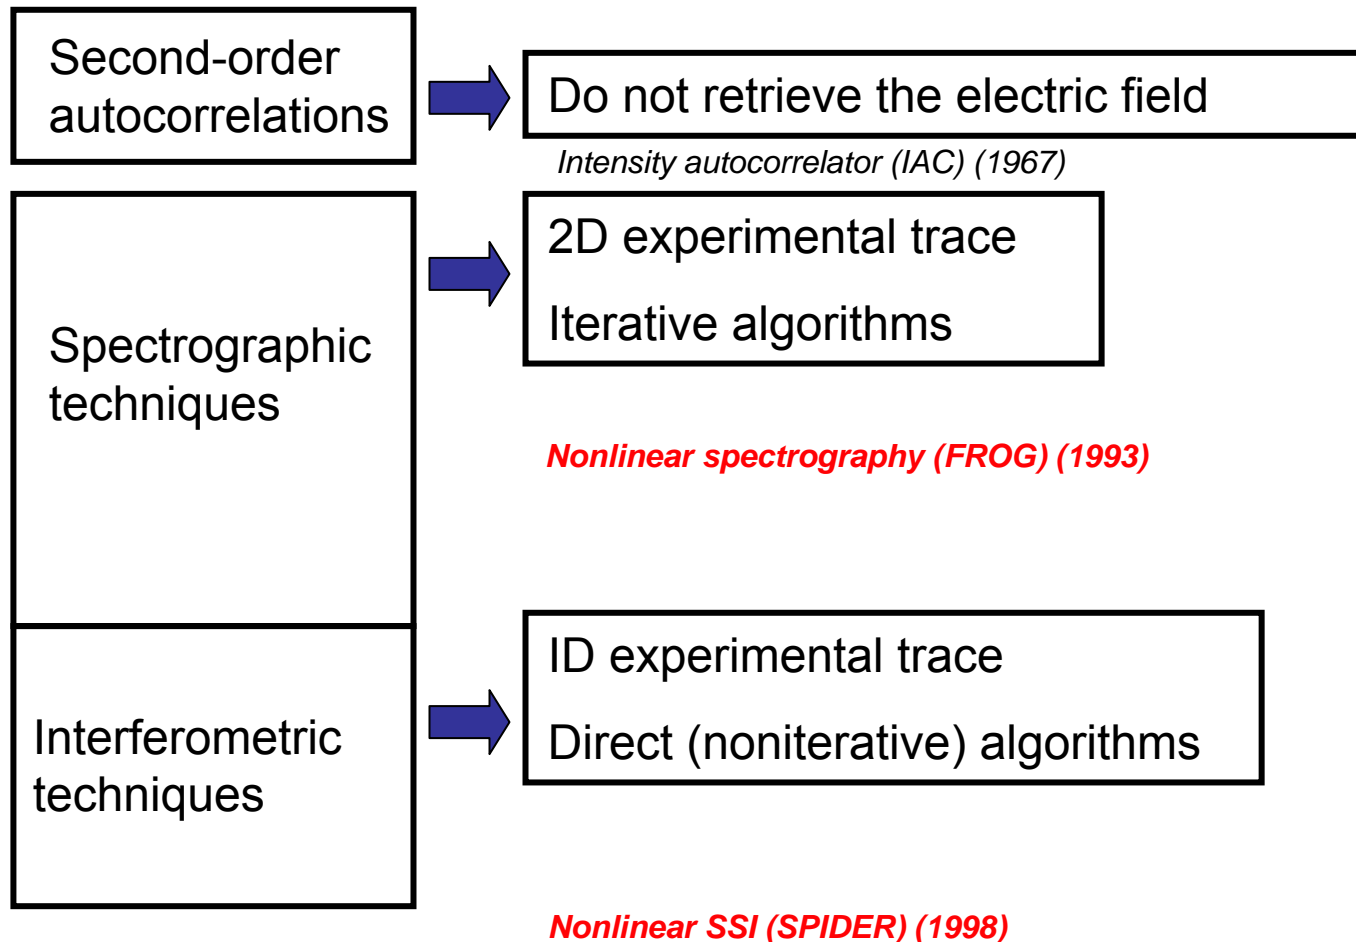 Second-order
autocorrelations
Do not retrieve the electric field
Intensity autocorrelator (IAC) (1967)
Spectrographic
techniques
2D experimental trace
Iterative algorithms
Nonlinear spectrography (FROG) (1993)
Interferometric
techniques
ID experimental trace
Direct (noniterative) algorithms
Nonlinear SSI (SPIDER) (1998)